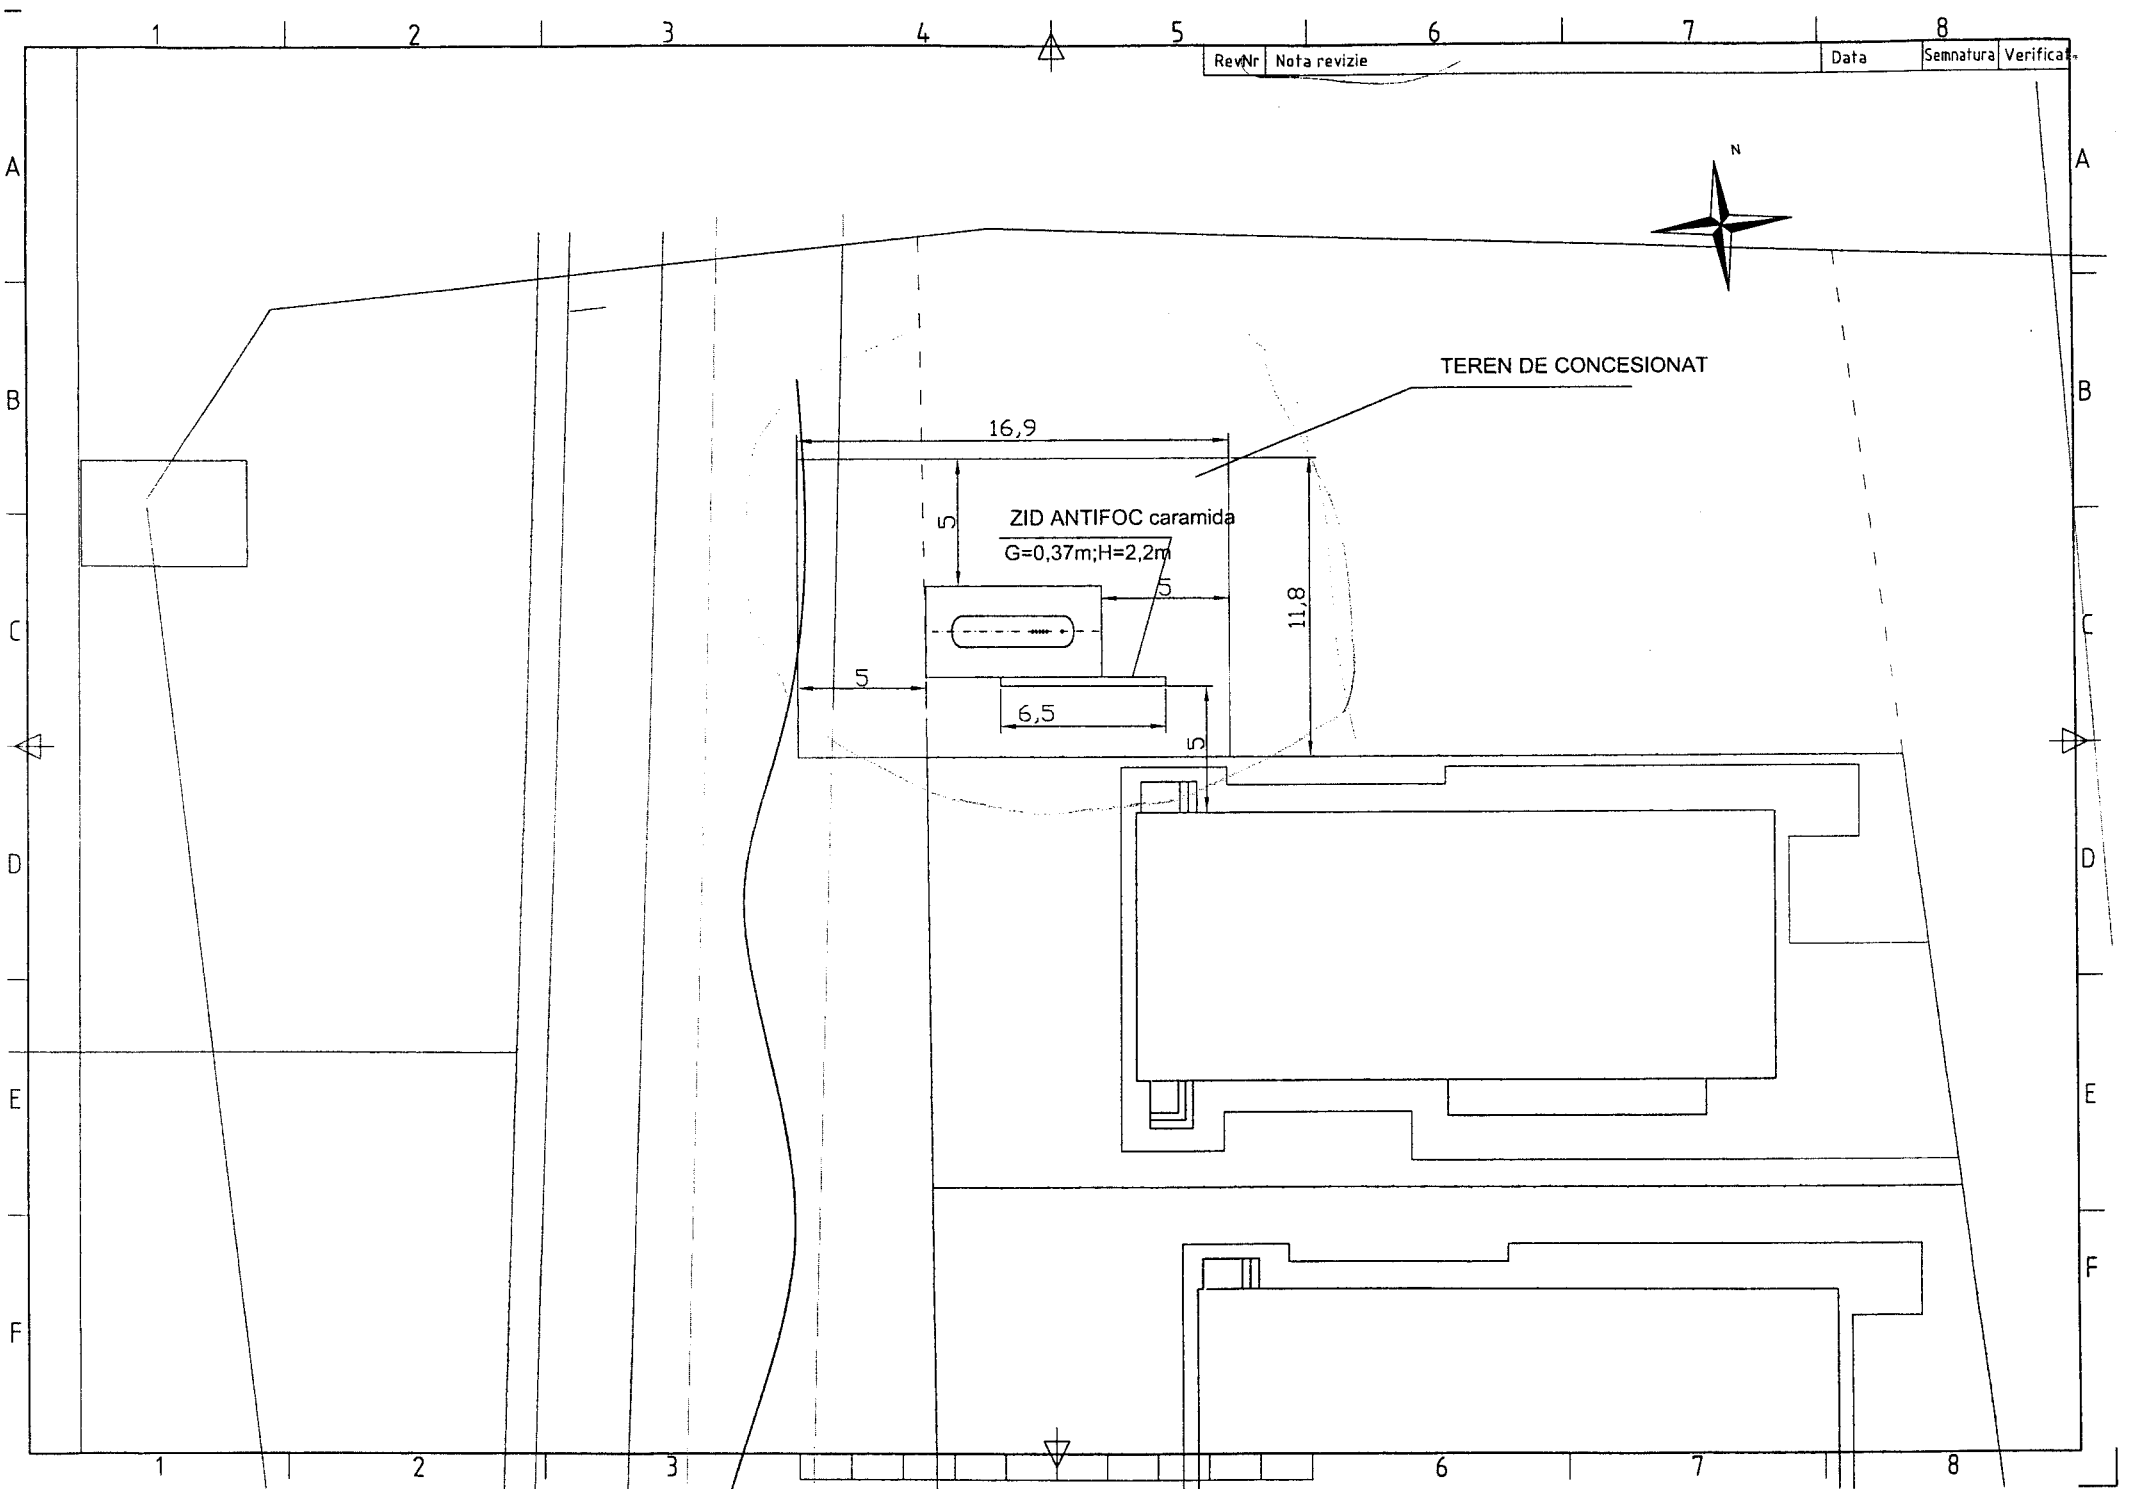 1 2 3 4 5 6 7 8
Rev Nr Nota revizie Data Semnatura Verificat
A A
N
TEREN DE CONCESIONAT
B B
16,9
5
ZID ANTIFOC caramida
G=0,37m;H=2,2m
5
11,8
C C
5
6,5
5
D D
E E
F F
1 2 3 6 7 8